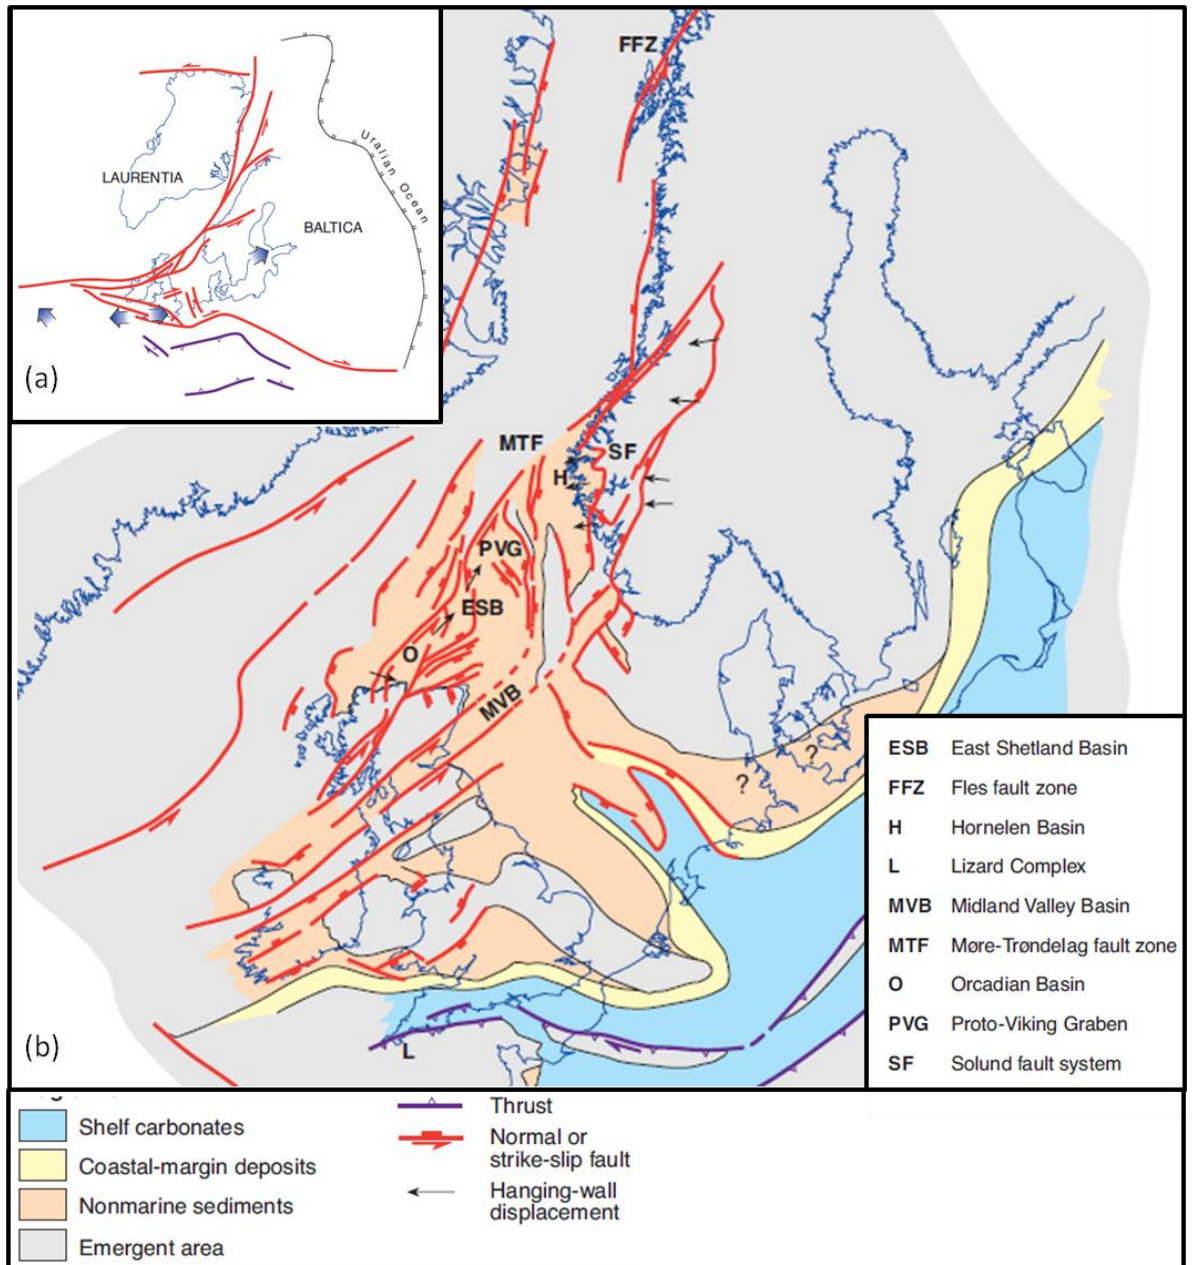 LAURENTIA
Uralian Ocean
BALTICA
(a)
FFZ
MTF
SF
H
PVG
ESB
O
MVB
?
?
L
(b)
ESB East Shetland Basin
FFZ Fles fault zone
H Hornelen Basin
L Lizard Complex
MVB Midland Valley Basin
MTF Møre-Trøndelag fault zone
O Orcadian Basin
PVG Proto-Viking Graben
SF Solund fault system
Shelf carbonates
Coastal-margin deposits
Nonmarine sediments
Emergent area
Thrust
Normal or
strike-slip fault
Hanging-wall
displacement